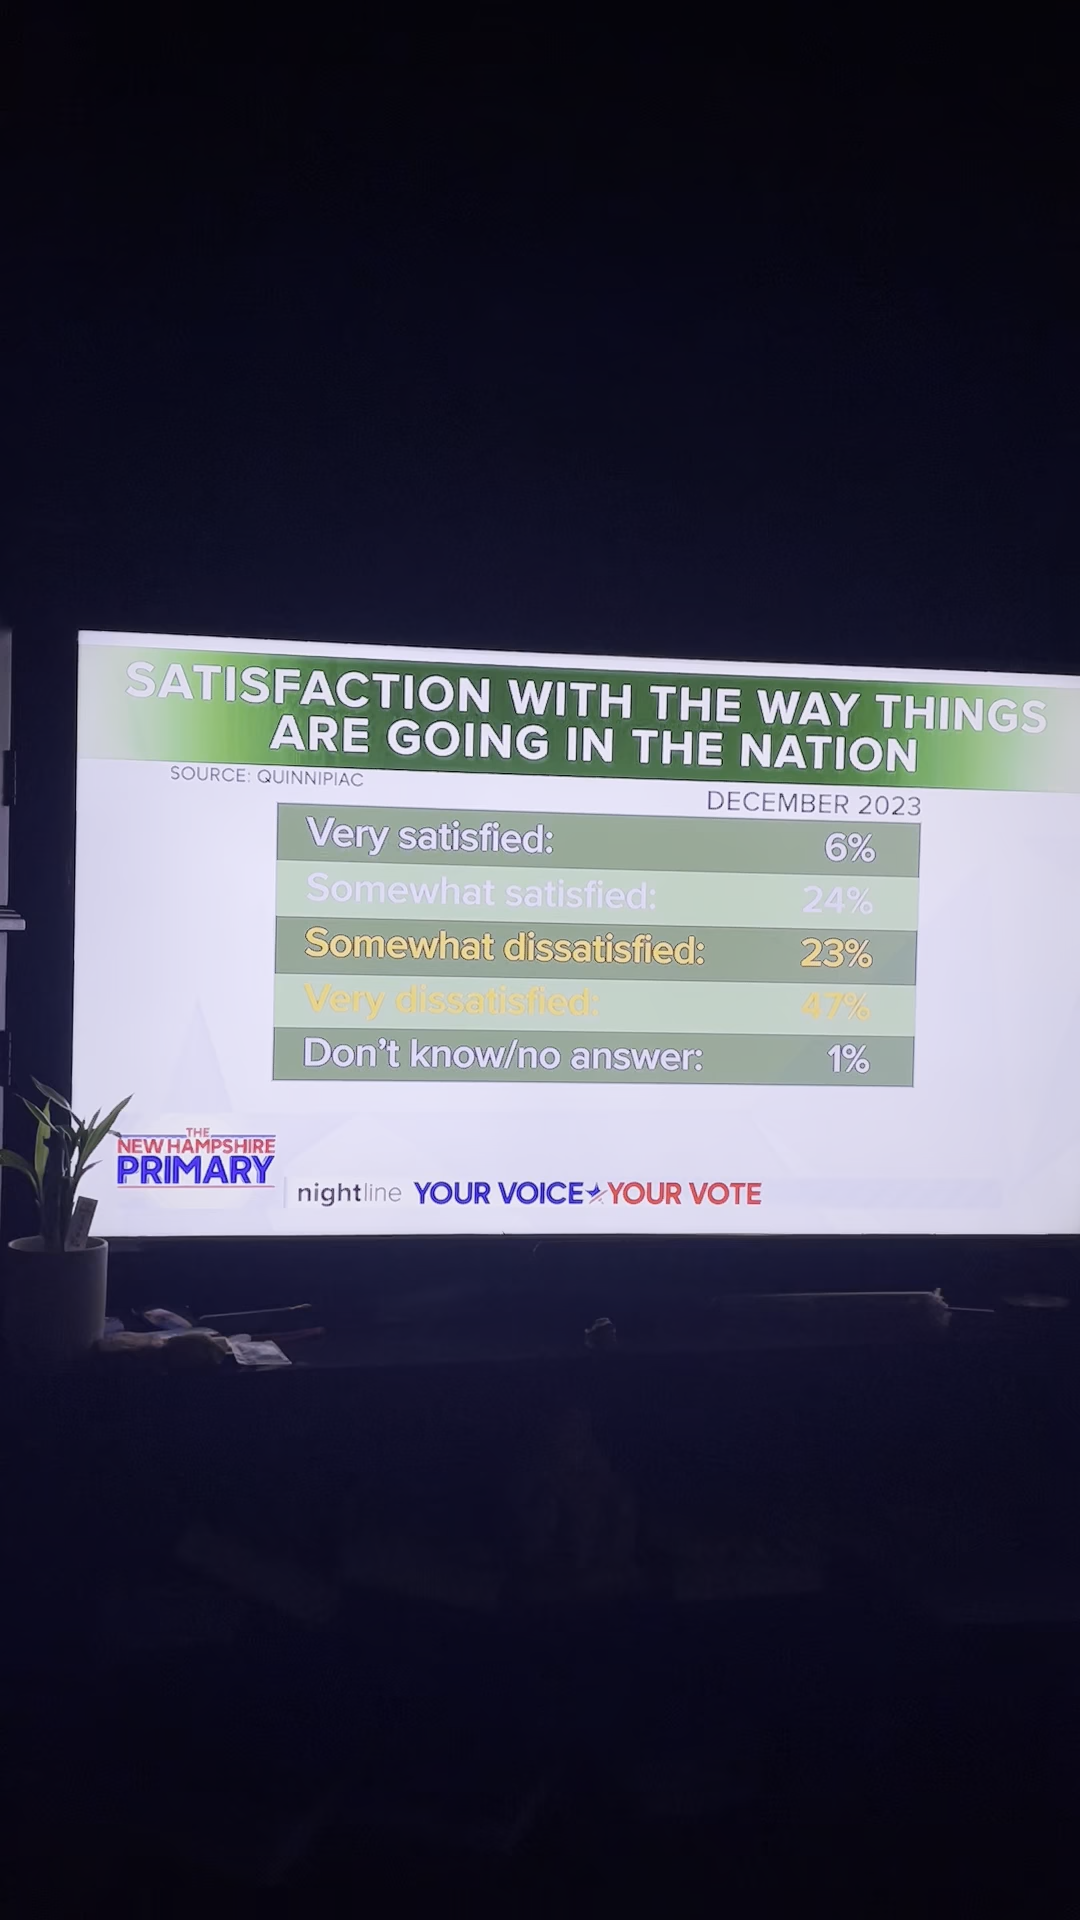 SATISFACTION WITH THE WAY THINGS
ARE GOING IN THE NATION
SOURCE: QUINNIPIAC
DECEMBER 2023
Very satisfied: 6%
Somewhat satisfied: 24%
Somewhat dissatisfied: 23%
Very dissatisfied: 47%
Don't know/no answer: 1%
THE
NEW HAMPSHIRE
PRIMARY
nightline YOUR VOICE YOUR VOTE